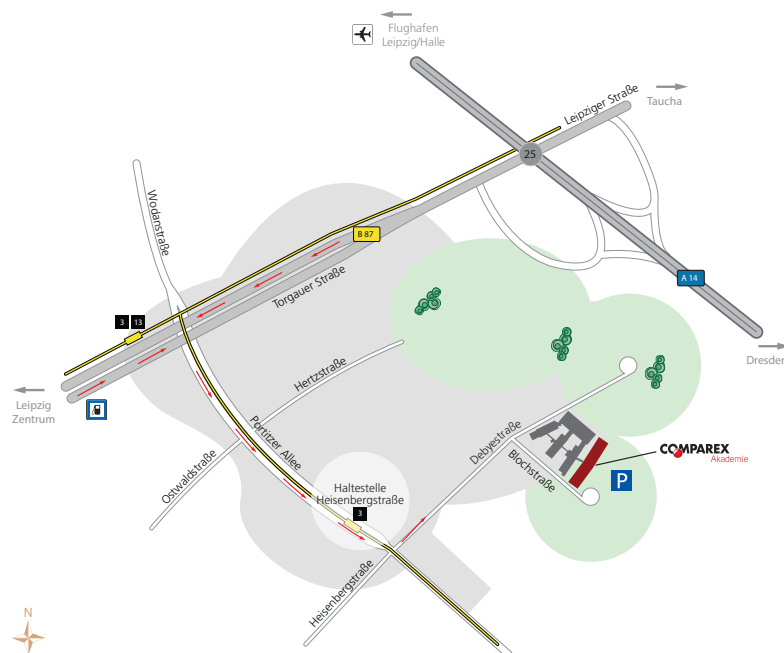 Flughafen
Leipzig/Halle
Leipziger Straße
Taucha
25
Wodanstraße
B 87
Torgauer Straße
A 14
3 13
Dresden
Leipzig
Zentrum
Hertzstraße
Portitzer Allee
Ostwaldstraße
Debyestraße
Blochstraße
COMPAREX
Akademie
P
Haltestelle
Heisenbergstraße
3
Heisenbergstraße
N